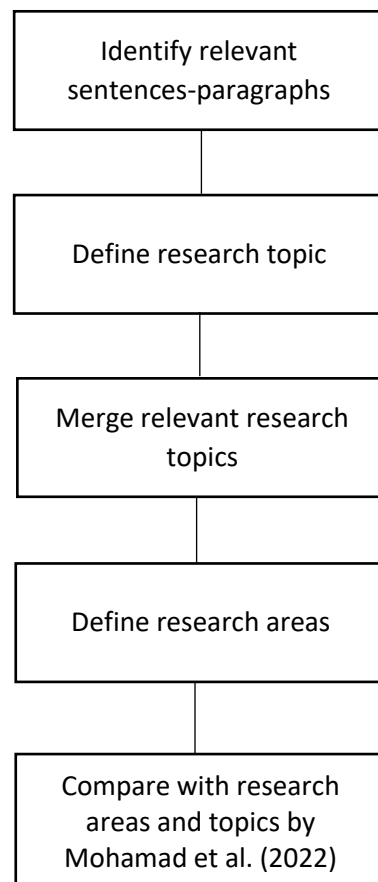 Identify relevant
sentences-paragraphs
Define research topic
Merge relevant research
topics
Define research areas
Compare with research
areas and topics by
Mohamad et al. (2022)